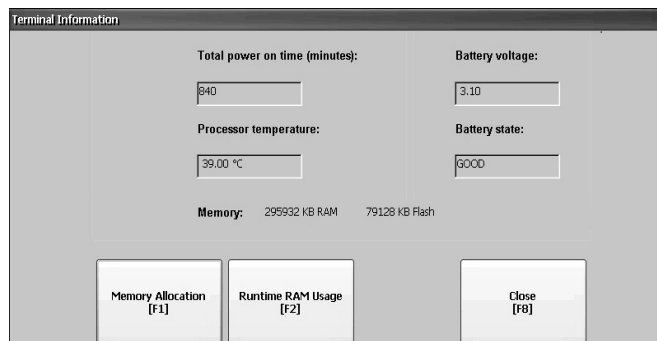 Terminal Information
Total power on time (minutes): Battery voltage:
840 3.10
Processor temperature: Battery state:
39.00 °C GOOD
Memory: 295932 KB RAM 79128 KB Flash
Memory Allocation Runtime RAM Usage Close
[F1] [F2] [F8]